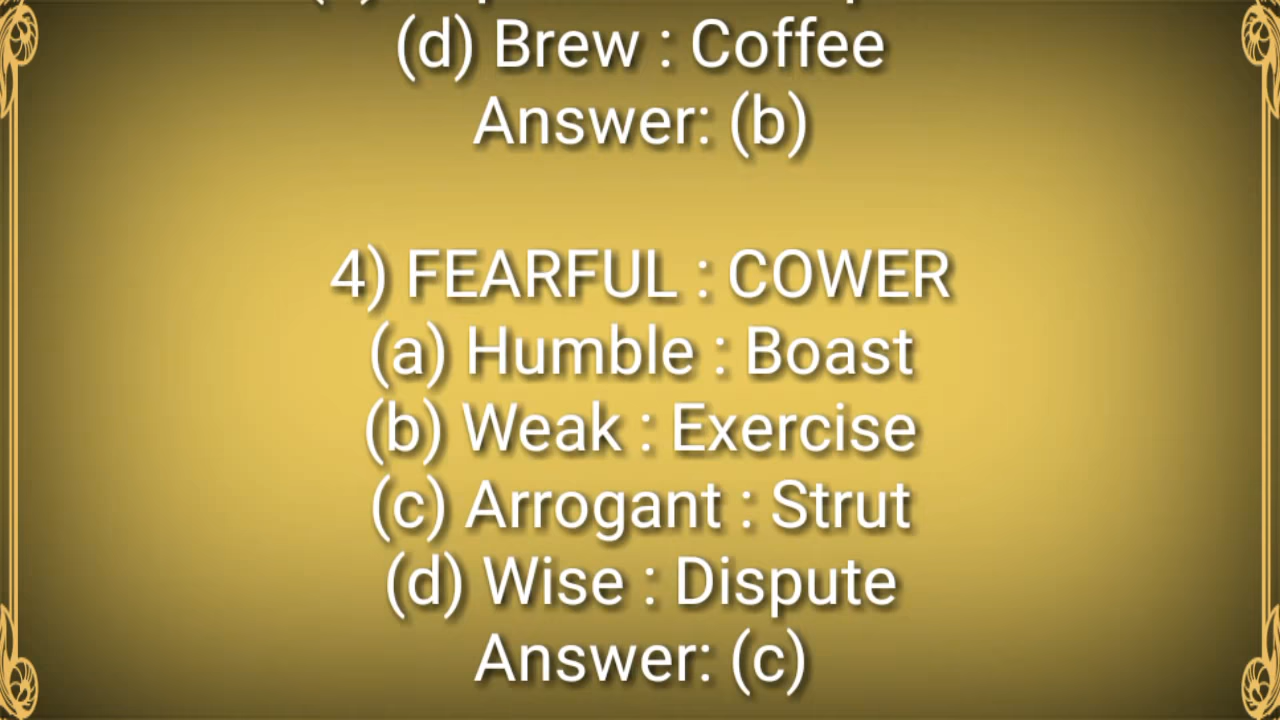 (d) Brew : Coffee
Answer: (b)
4) FEARFUL : COWER
(a) Humble : Boast
(b) Weak : Exercise
(c) Arrogant : Strut
(d) Wise : Dispute
Answer: (c)